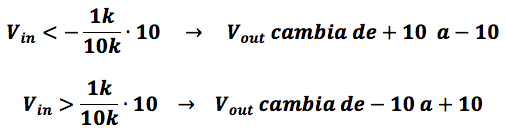 V_in < -1k/10k · 10 → V_out cambia de + 10 a - 10
V_in > 1k/10k · 10 → V_out cambia de - 10 a + 10